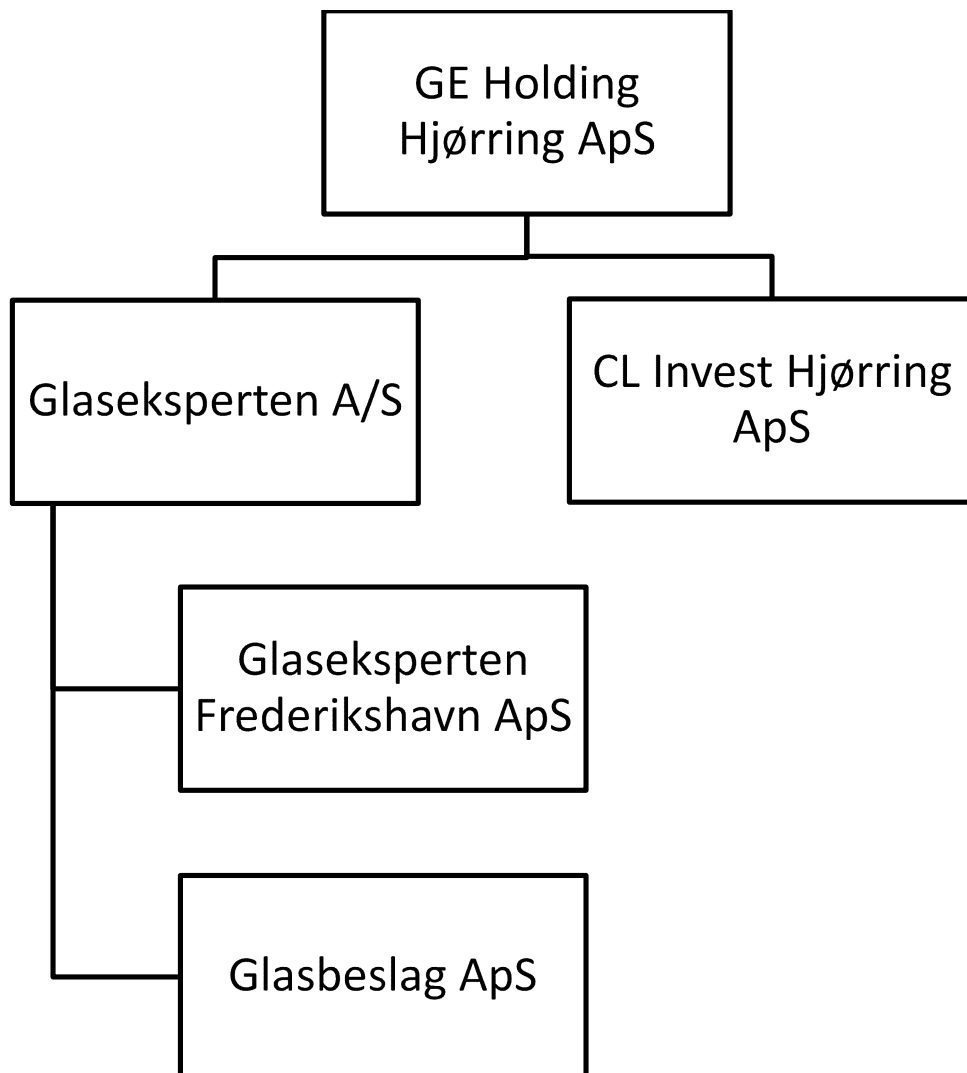 GE Holding
Hjørring ApS
Glaseksperten A/S
CL Invest Hjørring
ApS
Glaseksperten
Frederikshavn ApS
Glasbeslag ApS